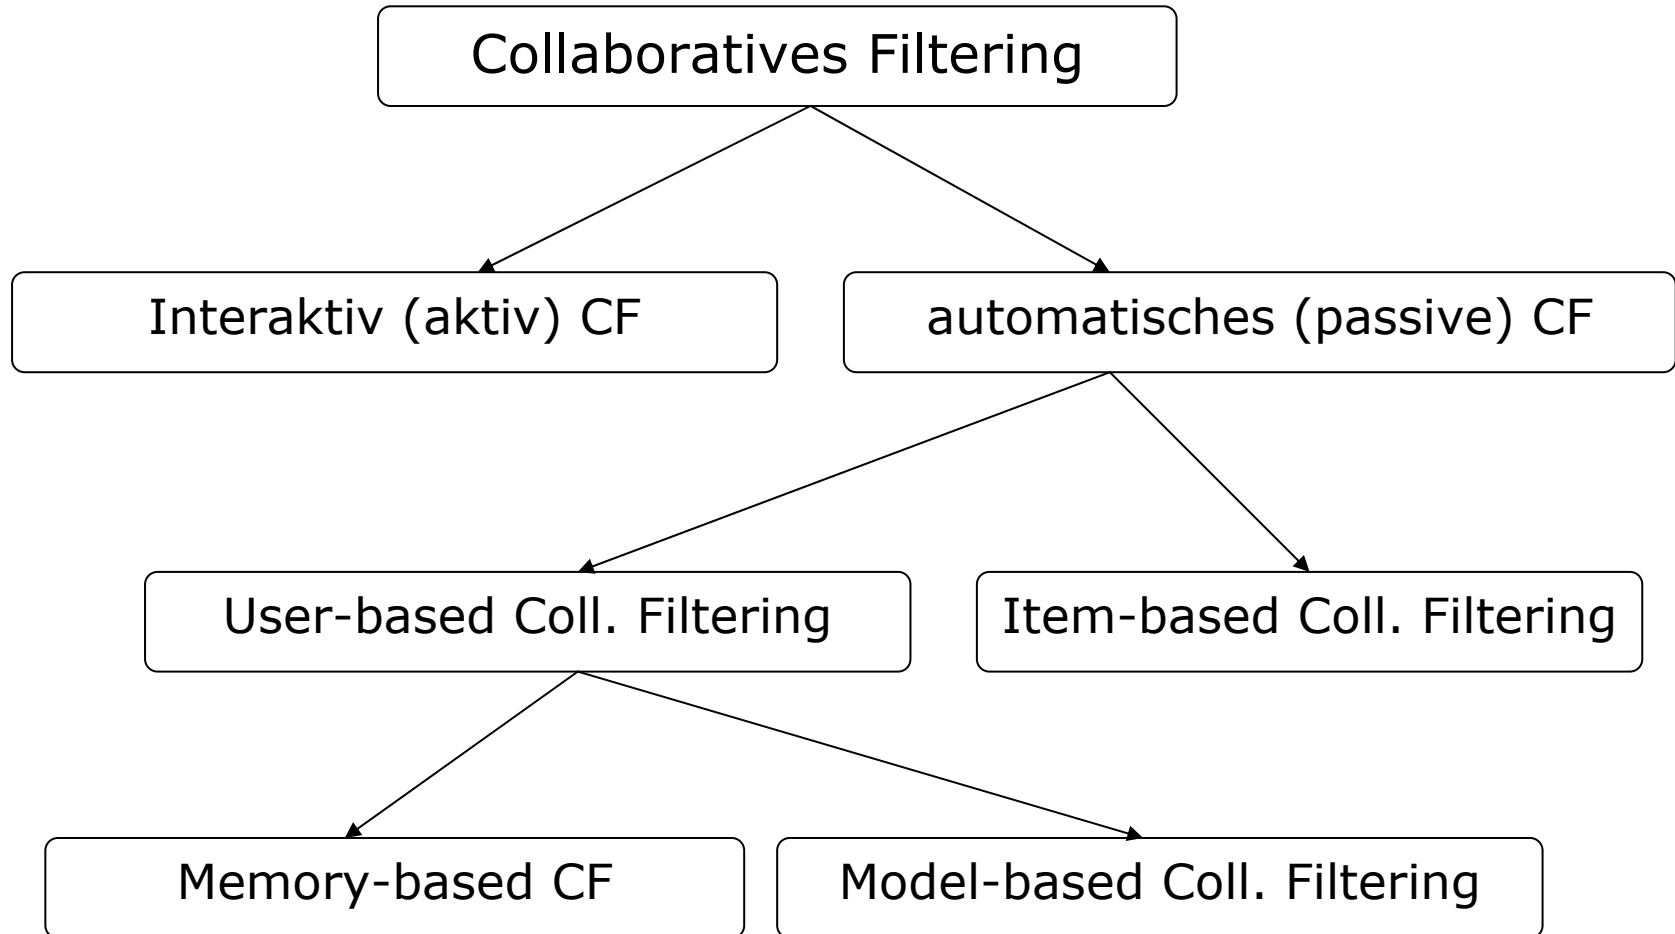 Collaboratives Filtering
Interaktiv (aktiv) CF
automatisches (passive) CF
User-based Coll. Filtering
Item-based Coll. Filtering
Memory-based CF
Model-based Coll. Filtering